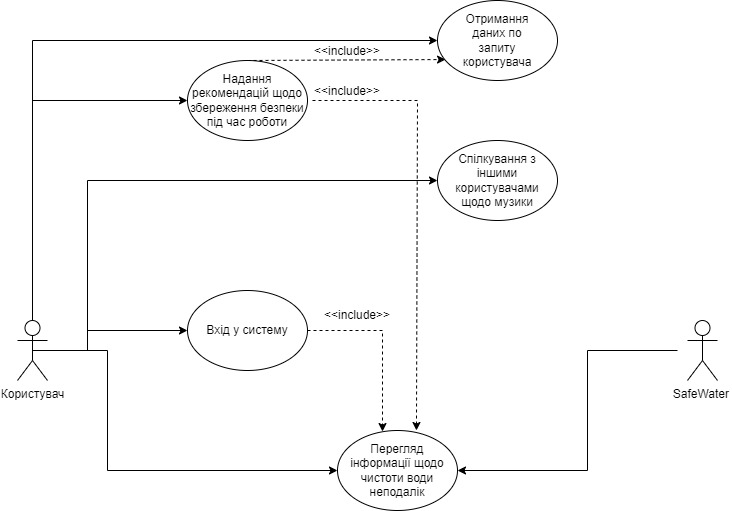 Отримання
даних по
запиту
користувача
<<include>>
Надання
рекомендацій щодо
збереження безпеки
під час роботи
<<include>>
Спілкування з
іншими
користувачами
щодо музики
<<include>>
Вхід у систему
Користувач
SafeWater
Перегляд
інформації щодо
чистоти води
неподалік